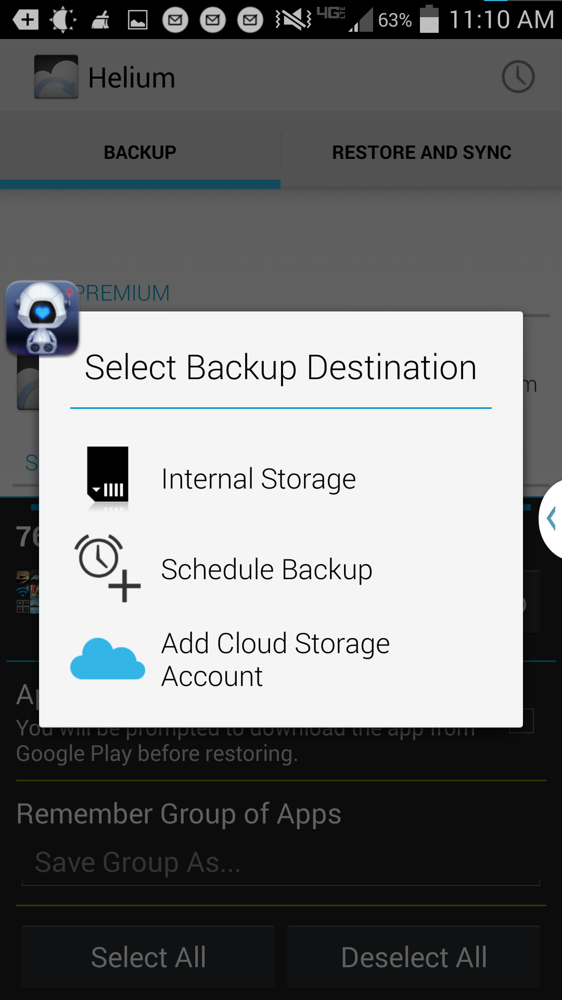 4G LTE 63% 11:10 AM
Helium
BACKUP RESTORE AND SYNC
PREMIUM
Select Backup Destination
Internal Storage
Schedule Backup
Add Cloud Storage
Account
You will be prompted to download the app from
Google Play before restoring.
Remember Group of Apps
Save Group As...
Select All Deselect All